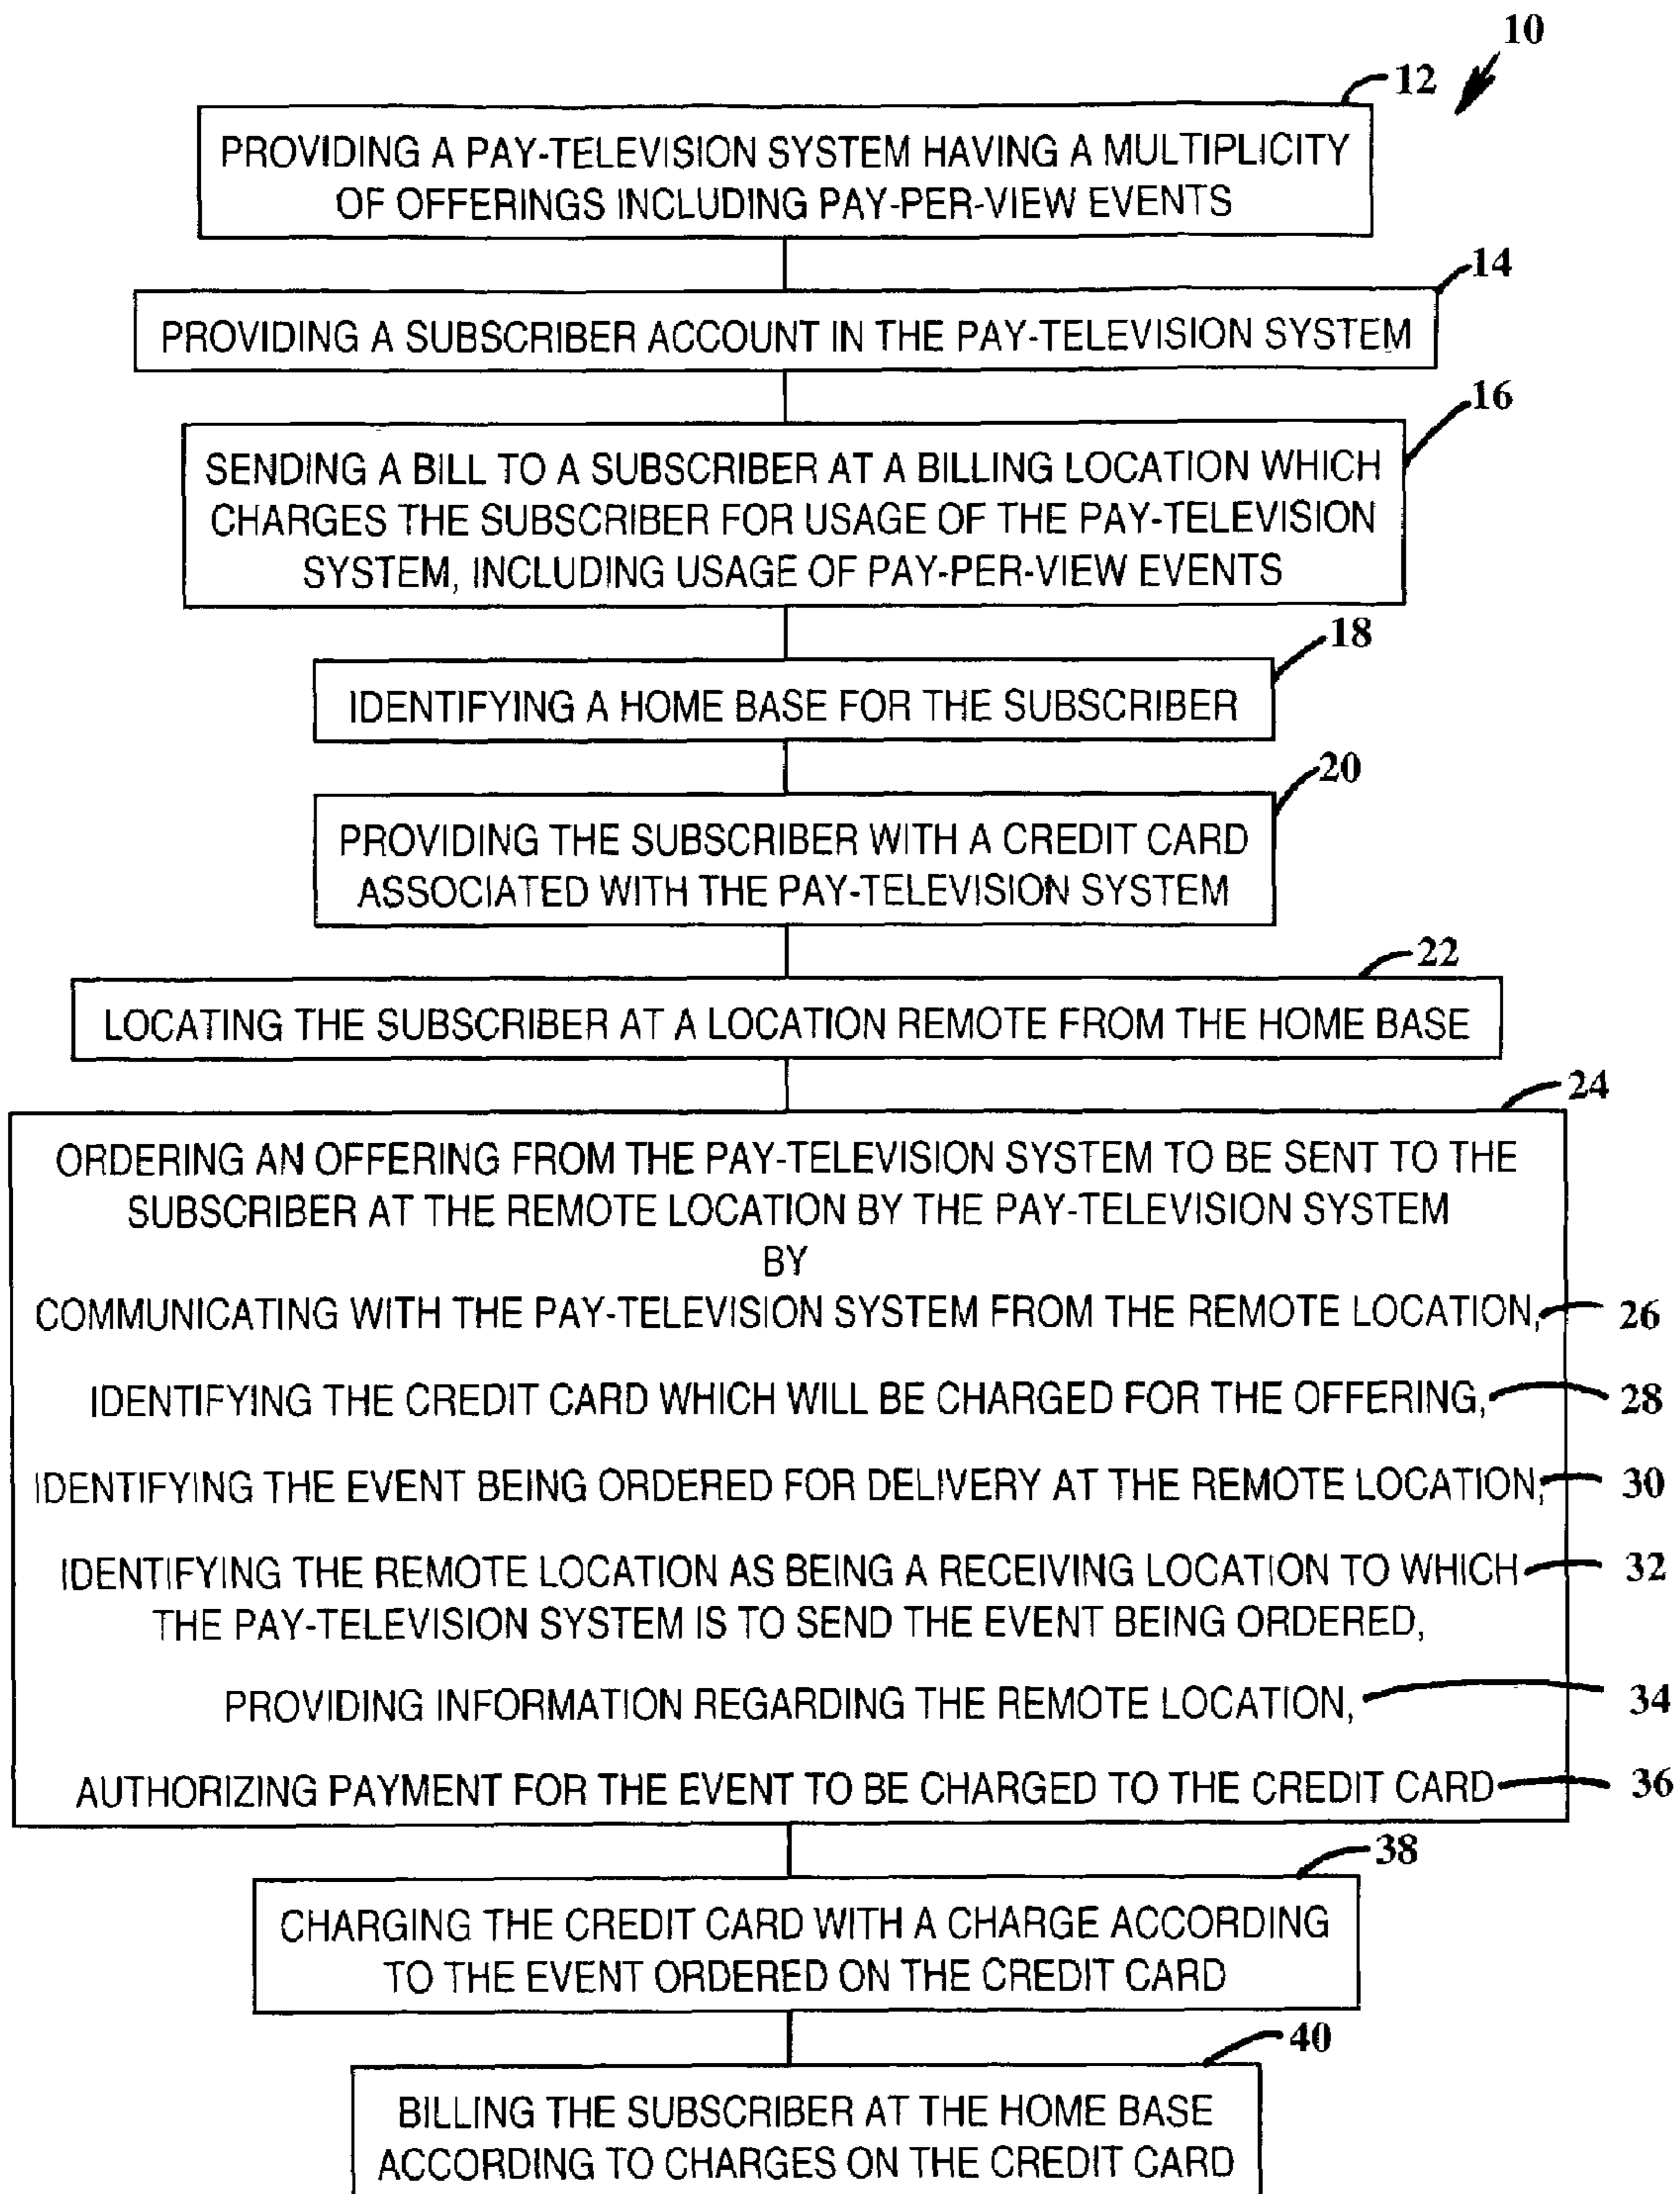 10
12
PROVIDING A PAY-TELEVISION SYSTEM HAVING A MULTIPLICITY
OF OFFERINGS INCLUDING PAY-PER-VIEW EVENTS
14
PROVIDING A SUBSCRIBER ACCOUNT IN THE PAY-TELEVISION SYSTEM
16
SENDING A BILL TO A SUBSCRIBER AT A BILLING LOCATION WHICH
CHARGES THE SUBSCRIBER FOR USAGE OF THE PAY-TELEVISION
SYSTEM, INCLUDING USAGE OF PAY-PER-VIEW EVENTS
18
IDENTIFYING A HOME BASE FOR THE SUBSCRIBER
20
PROVIDING THE SUBSCRIBER WITH A CREDIT CARD
ASSOCIATED WITH THE PAY-TELEVISION SYSTEM
22
LOCATING THE SUBSCRIBER AT A LOCATION REMOTE FROM THE HOME BASE
24
ORDERING AN OFFERING FROM THE PAY-TELEVISION SYSTEM TO BE SENT TO THE
SUBSCRIBER AT THE REMOTE LOCATION BY THE PAY-TELEVISION SYSTEM
BY
COMMUNICATING WITH THE PAY-TELEVISION SYSTEM FROM THE REMOTE LOCATION, 26
IDENTIFYING THE CREDIT CARD WHICH WILL BE CHARGED FOR THE OFFERING, 28
IDENTIFYING THE EVENT BEING ORDERED FOR DELIVERY AT THE REMOTE LOCATION, 30
IDENTIFYING THE REMOTE LOCATION AS BEING A RECEIVING LOCATION TO WHICH 32
THE PAY-TELEVISION SYSTEM IS TO SEND THE EVENT BEING ORDERED,
PROVIDING INFORMATION REGARDING THE REMOTE LOCATION, 34
AUTHORIZING PAYMENT FOR THE EVENT TO BE CHARGED TO THE CREDIT CARD 36
38
CHARGING THE CREDIT CARD WITH A CHARGE ACCORDING
TO THE EVENT ORDERED ON THE CREDIT CARD
40
BILLING THE SUBSCRIBER AT THE HOME BASE
ACCORDING TO CHARGES ON THE CREDIT CARD